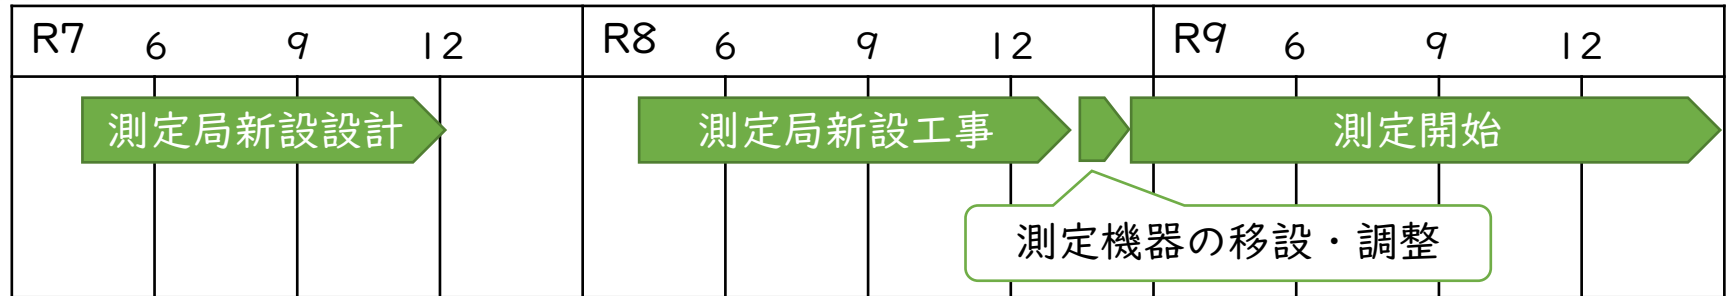 R7 6 9 12 R8 6 9 12 R9 6 9 12
測定局新設設計 測定局新設工事 測定開始
測定機器の移設・調整